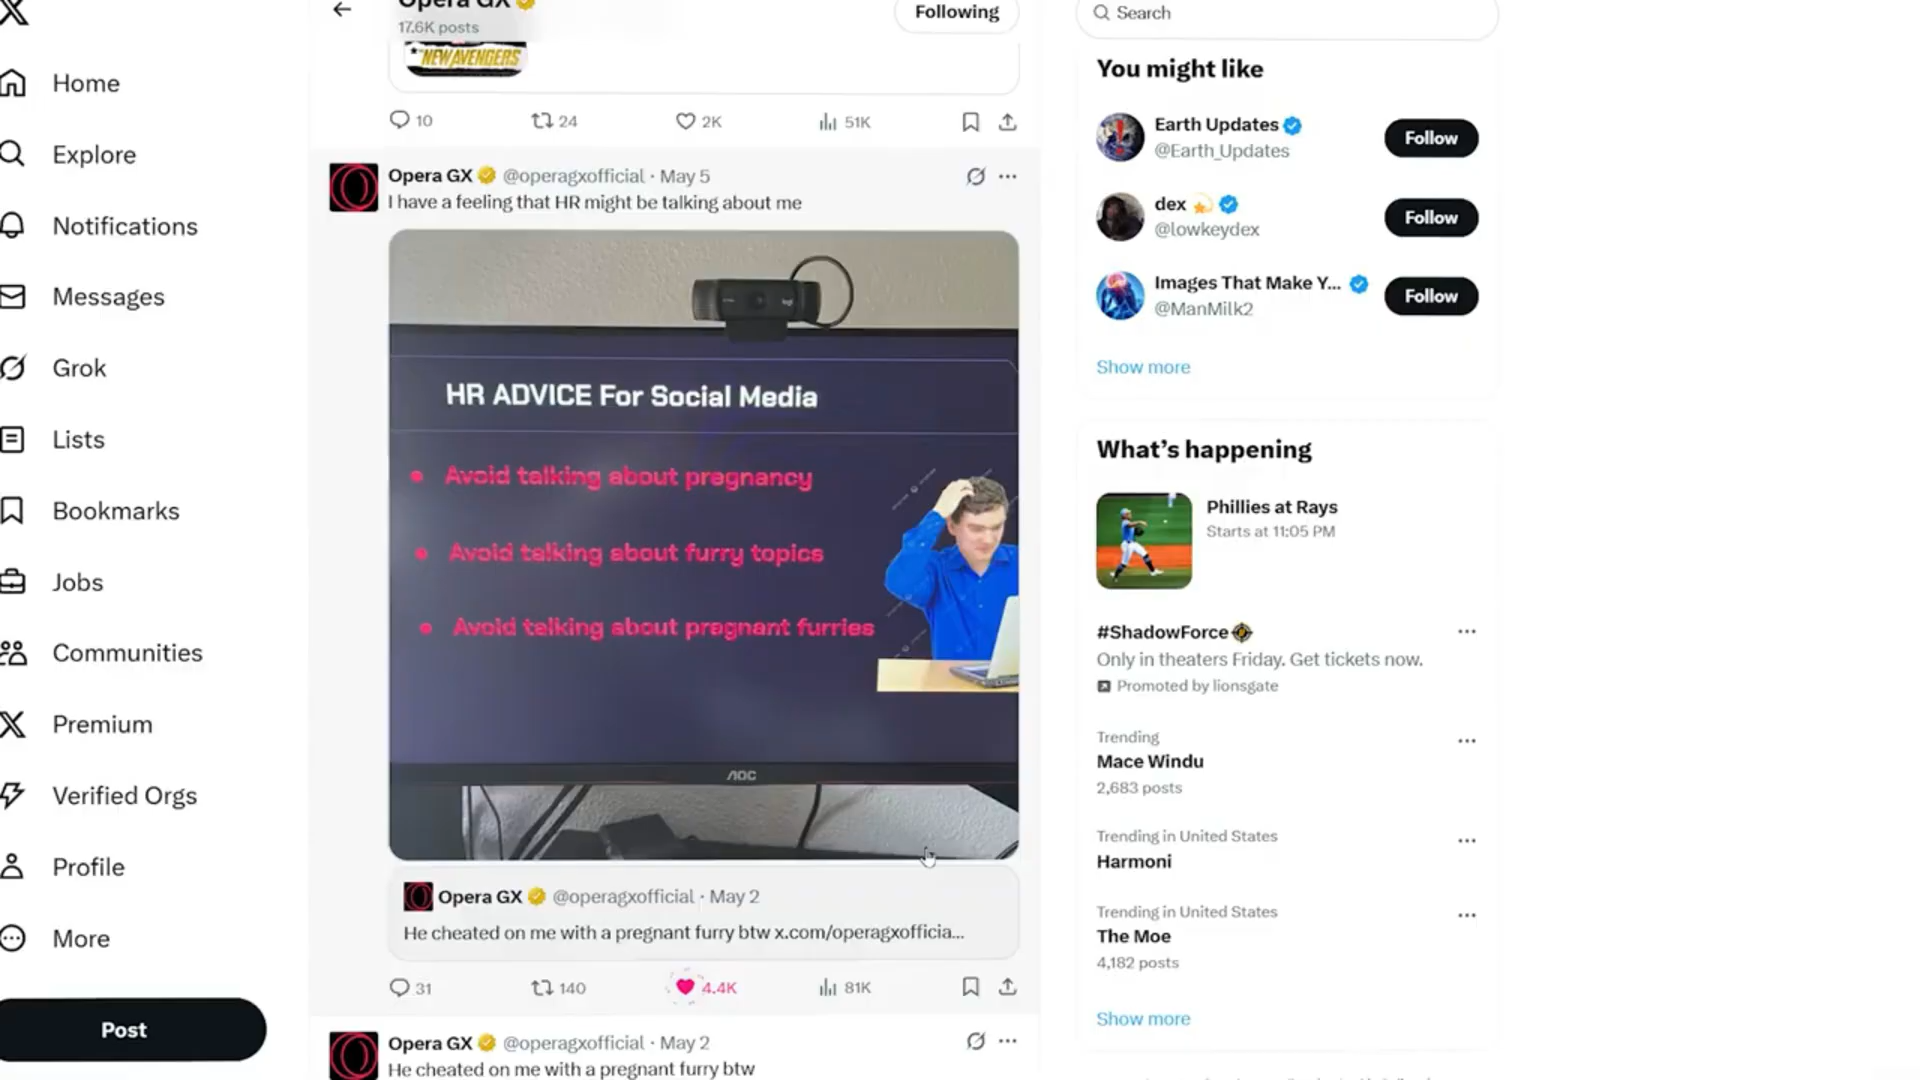 Home
Explore
Notifications
Messages
Grok
Lists
Bookmarks
Jobs
Communities
Premium
Verified Orgs
Profile
More
Post
Opera GX
17.6K posts
Following
★NEW AVENGERS
10
24
2K
51K
Opera GX @operagxofficial · May 5
I have a feeling that HR might be talking about me
logi
HR ADVICE For Social Media
• Avoid talking about pregnancy
• Avoid talking about furry topics
• Avoid talking about pregnant furries
AOC
Opera GX @operagxofficial · May 2
He cheated on me with a pregnant furry btw x.com/operagxofficia...
31
140
4.4K
81K
Opera GX @operagxofficial · May 2
He cheated on me with a pregnant furry btw
Search
You might like
Earth Updates
@Earth_Updates
Follow
dex
@lowkeydex
Follow
Images That Make Y...
@ManMilk2
Follow
Show more
What's happening
Phillies at Rays
Starts at 11:05 PM
#ShadowForce
Only in theaters Friday. Get tickets now.
Promoted by lionsgate
Trending
Mace Windu
2,683 posts
Trending in United States
Harmoni
Trending in United States
The Moe
4,182 posts
Show more